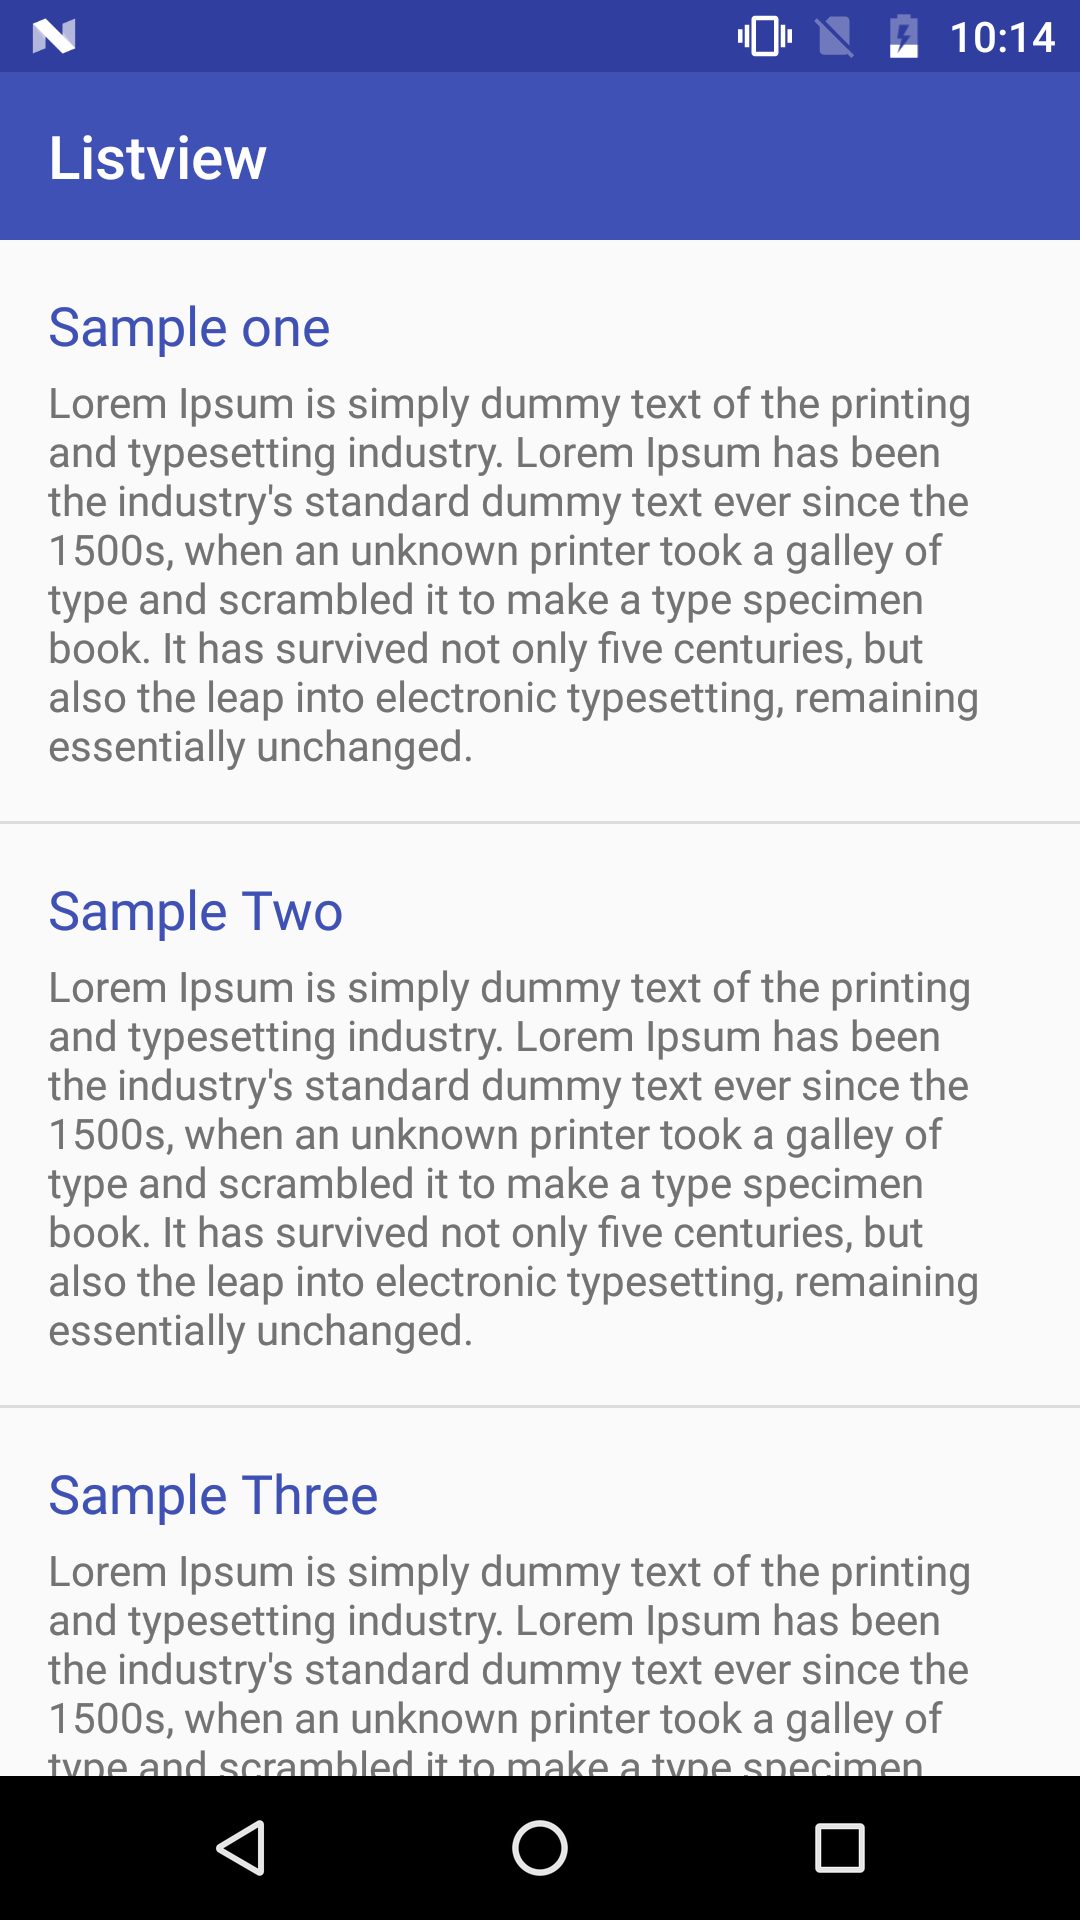 10:14
Listview
Sample one
Lorem Ipsum is simply dummy text of the printing
and typesetting industry. Lorem Ipsum has been
the industry's standard dummy text ever since the
1500s, when an unknown printer took a galley of
type and scrambled it to make a type specimen
book. It has survived not only five centuries, but
also the leap into electronic typesetting, remaining
essentially unchanged.
Sample Two
Lorem Ipsum is simply dummy text of the printing
and typesetting industry. Lorem Ipsum has been
the industry's standard dummy text ever since the
1500s, when an unknown printer took a galley of
type and scrambled it to make a type specimen
book. It has survived not only five centuries, but
also the leap into electronic typesetting, remaining
essentially unchanged.
Sample Three
Lorem Ipsum is simply dummy text of the printing
and typesetting industry. Lorem Ipsum has been
the industry's standard dummy text ever since the
1500s, when an unknown printer took a galley of
type and scrambled it to make a type specimen